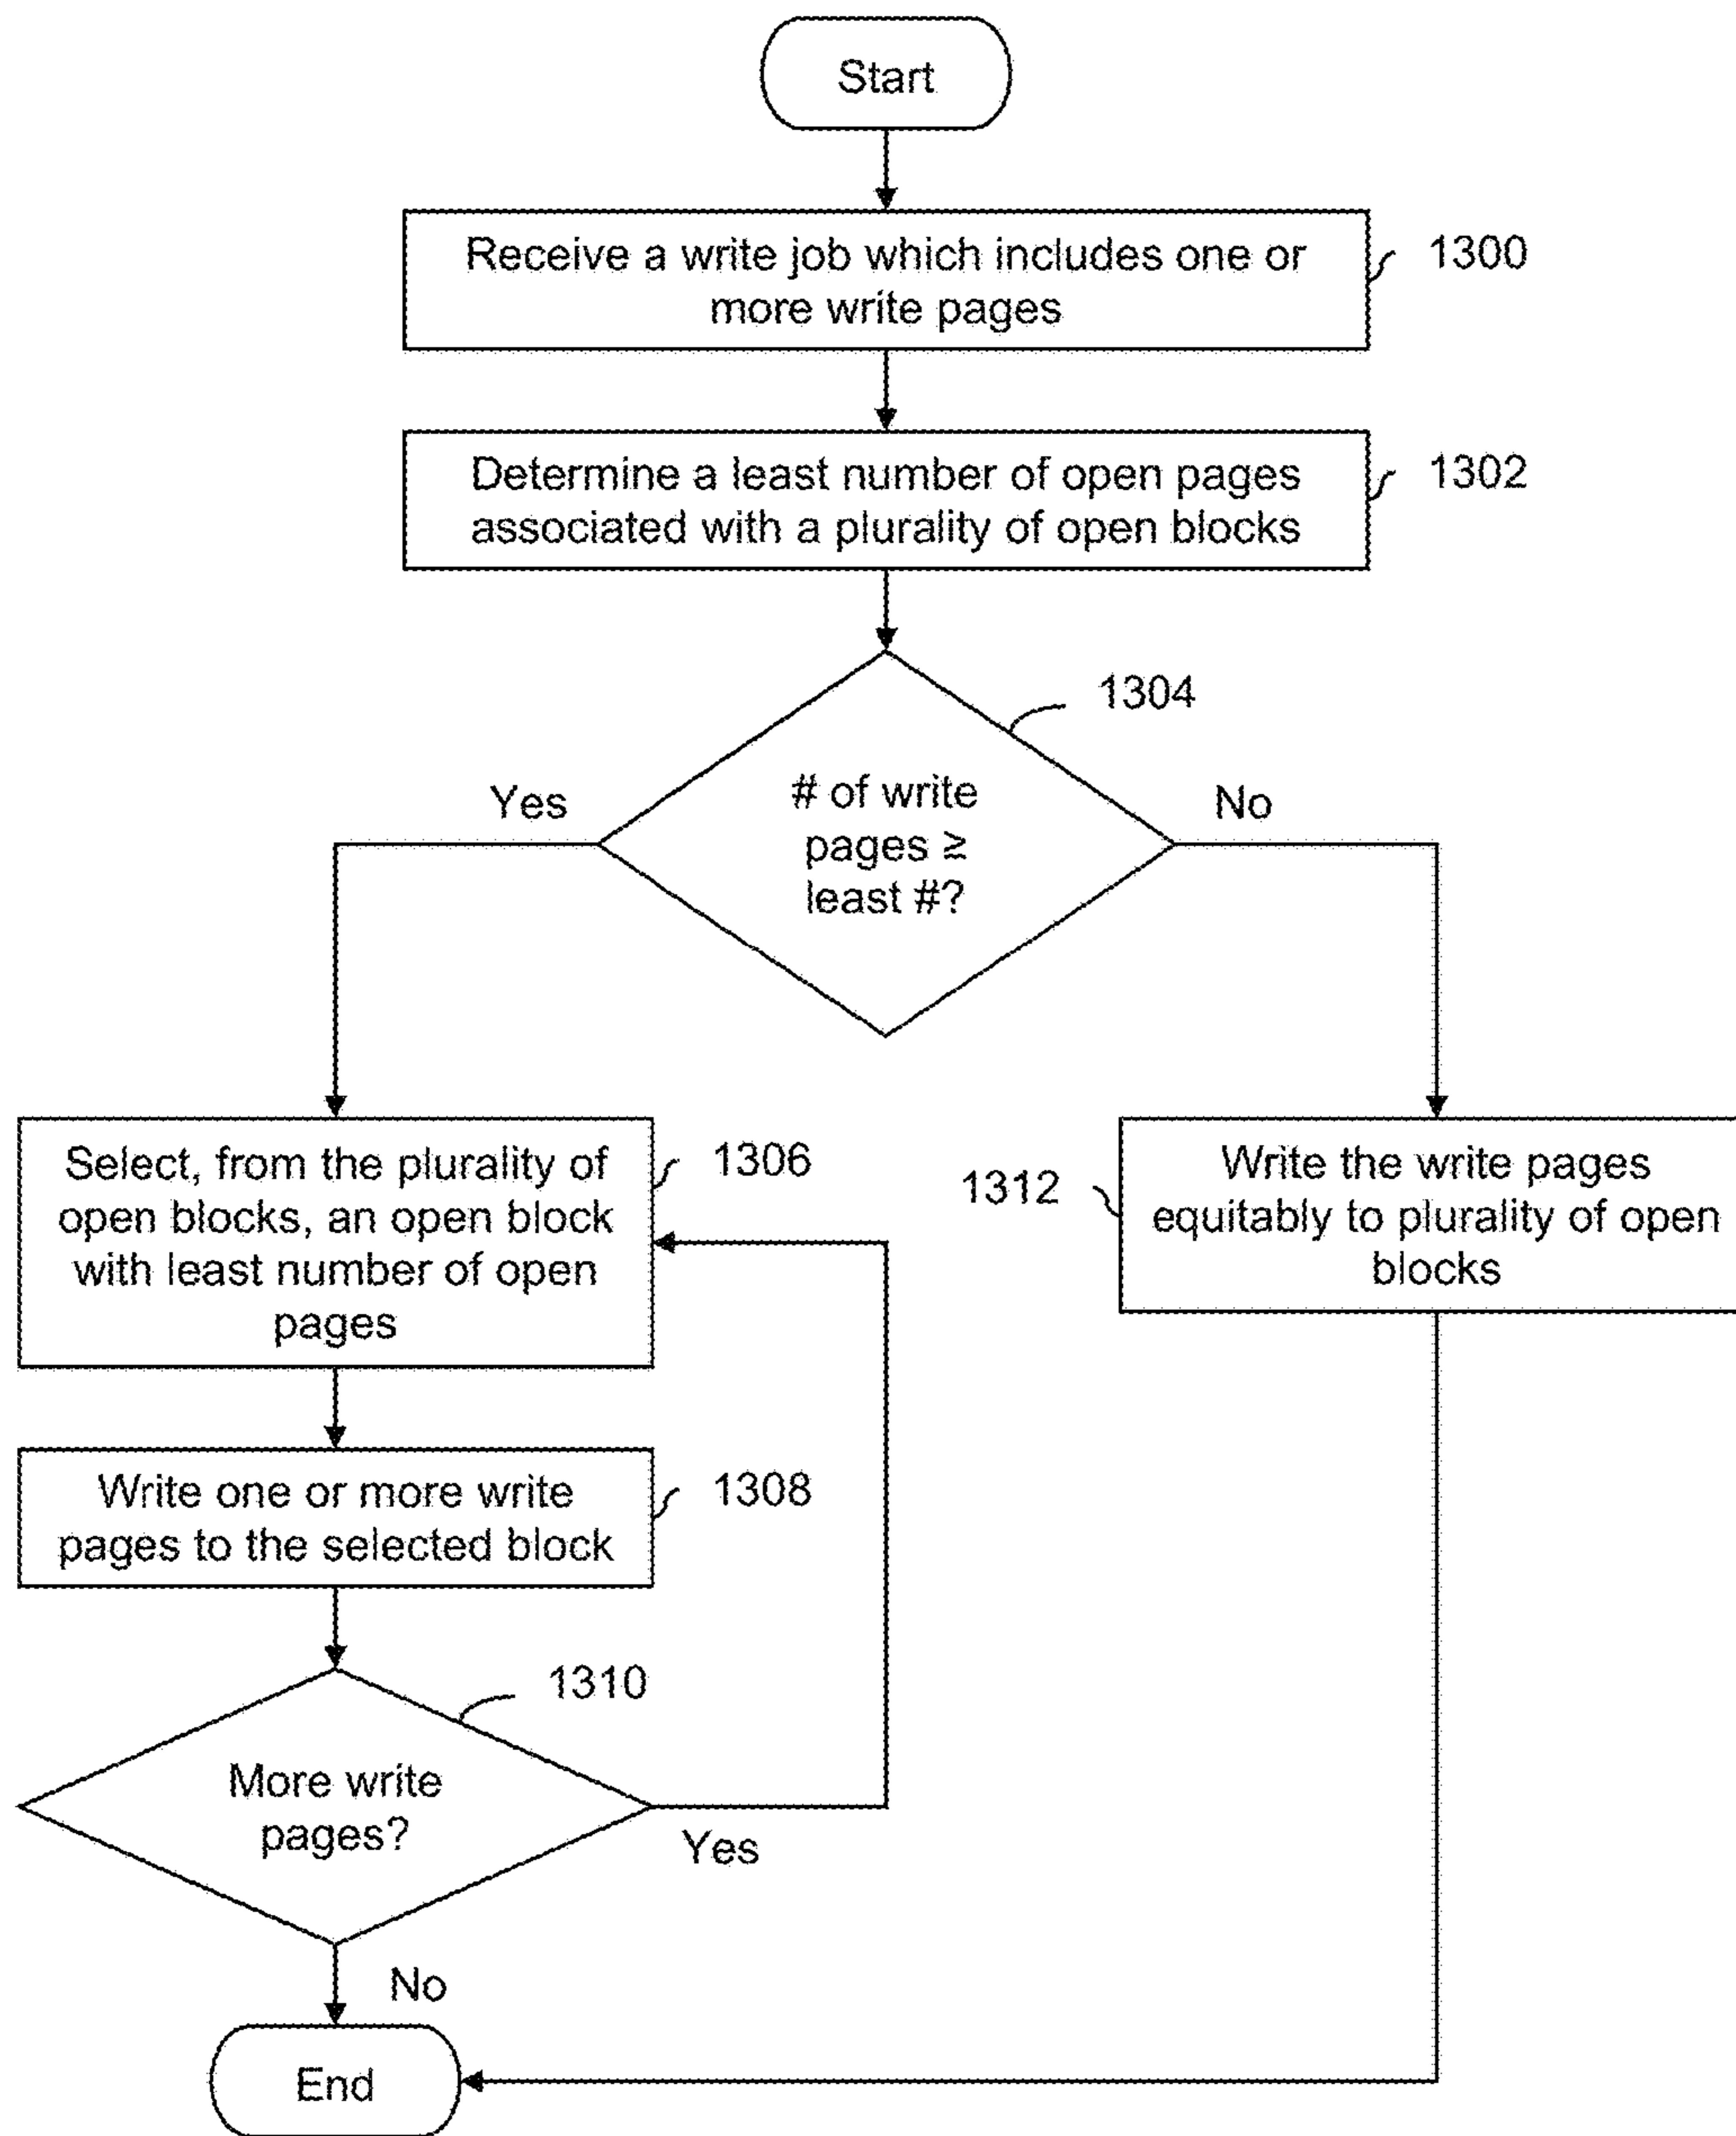 Start
Receive a write job which includes one or
more write pages
1300
Determine a least number of open pages
associated with a plurality of open blocks
1302
1304
# of write
pages ≥
least #?
Yes
No
Select, from the plurality of
open blocks, an open block
with least number of open
pages
1306
1312
Write the write pages
equitably to plurality of open
blocks
Write one or more write
pages to the selected block
1308
1310
More write
pages?
Yes
No
End